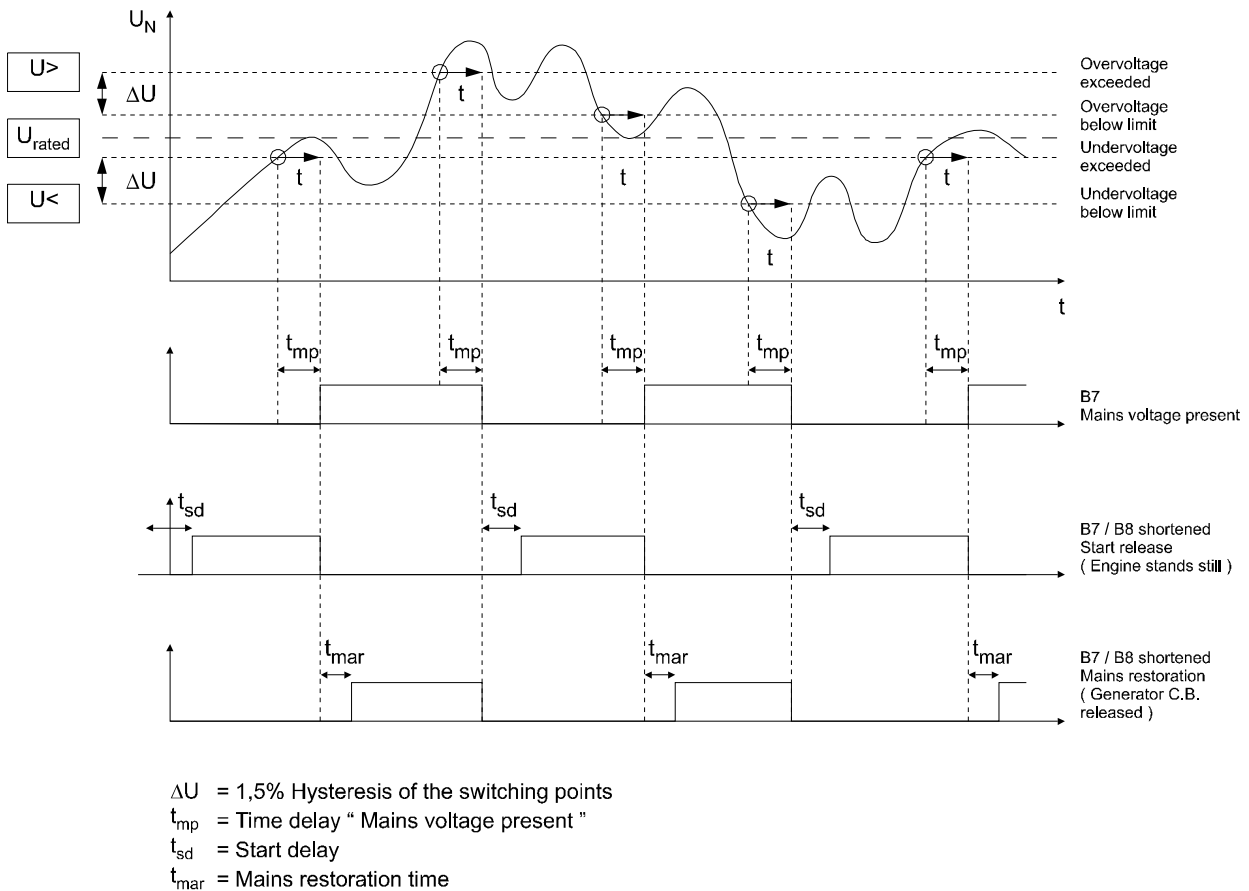 U_N
U>
ΔU
U_rated
ΔU
U<
t
t
t
t
t
t
Overvoltage
exceeded
Overvoltage
below limit
Undervoltage
exceeded
Undervoltage
below limit
t_mp
t_mp
t_mp
t_mp
t_mp
B7
Mains voltage present
t_sd
t_sd
t_sd
B7 / B8 shortened
Start release
( Engine stands still )
t_mar
t_mar
t_mar
B7 / B8 shortened
Mains restoration
( Generator C.B.
released )
ΔU = 1,5% Hysteresis of the switching points
t_mp = Time delay “ Mains voltage present ”
t_sd = Start delay
t_mar = Mains restoration time